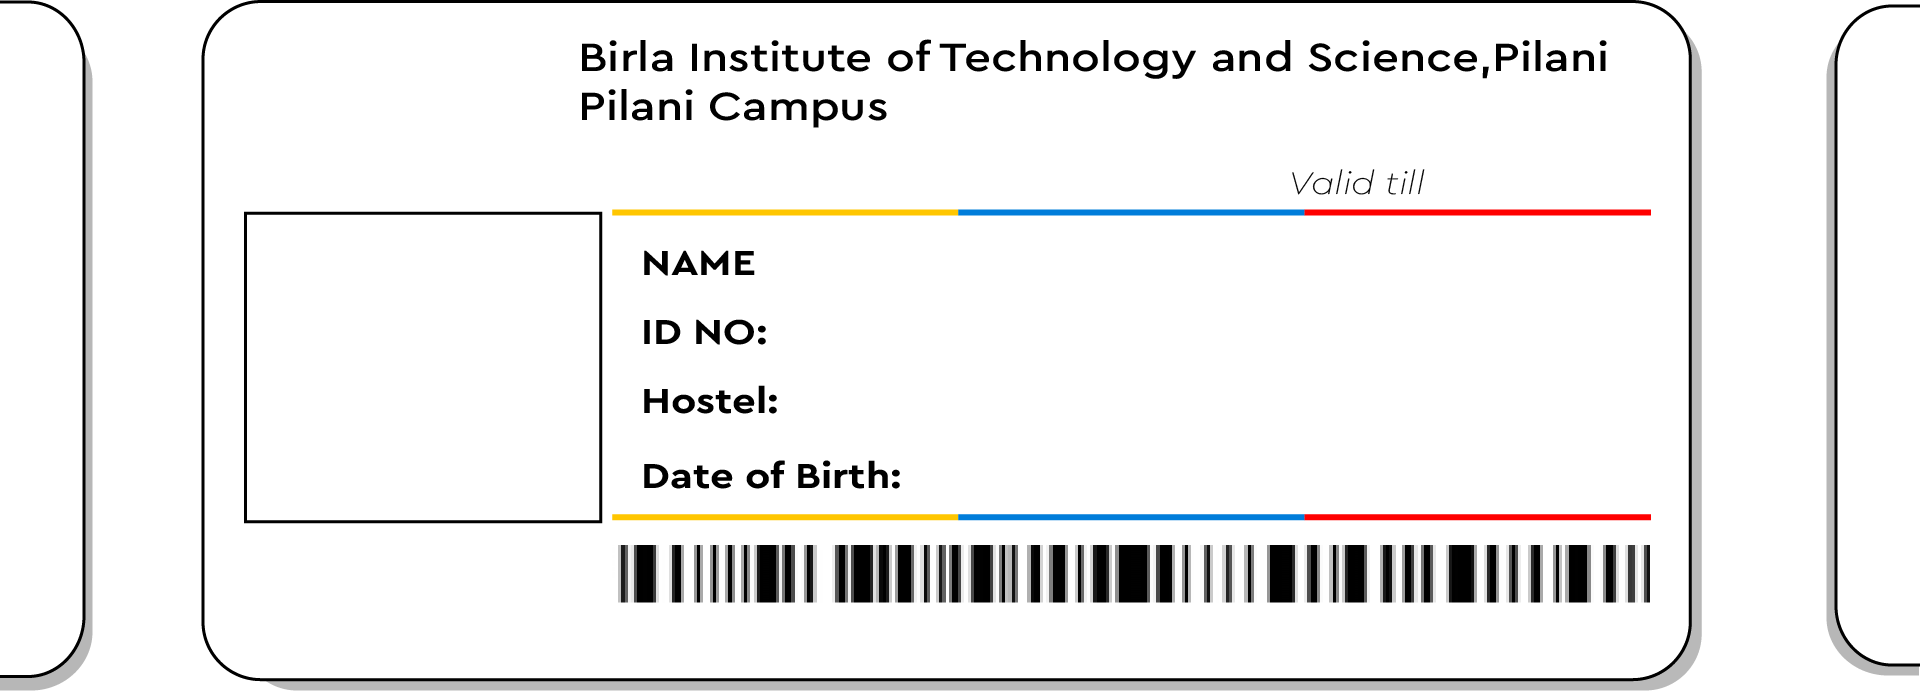 Birla Institute of Technology and Science,Pilani
Pilani Campus
Valid till
NAME
ID NO:
Hostel:
Date of Birth: